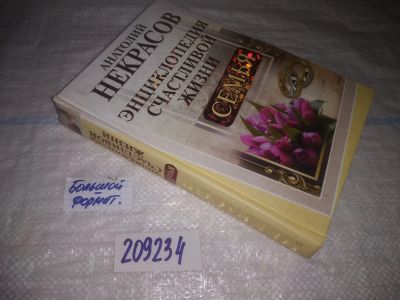 АНАТОЛИЙ
НЕКРАСОВ
ЭНЦИКЛОПЕДИЯ
СЧАСТЛИВОЙ
ЖИЗНИ
СЕМЬЯ
БОЛЬШОЙ
ФОРМАТ.
209234